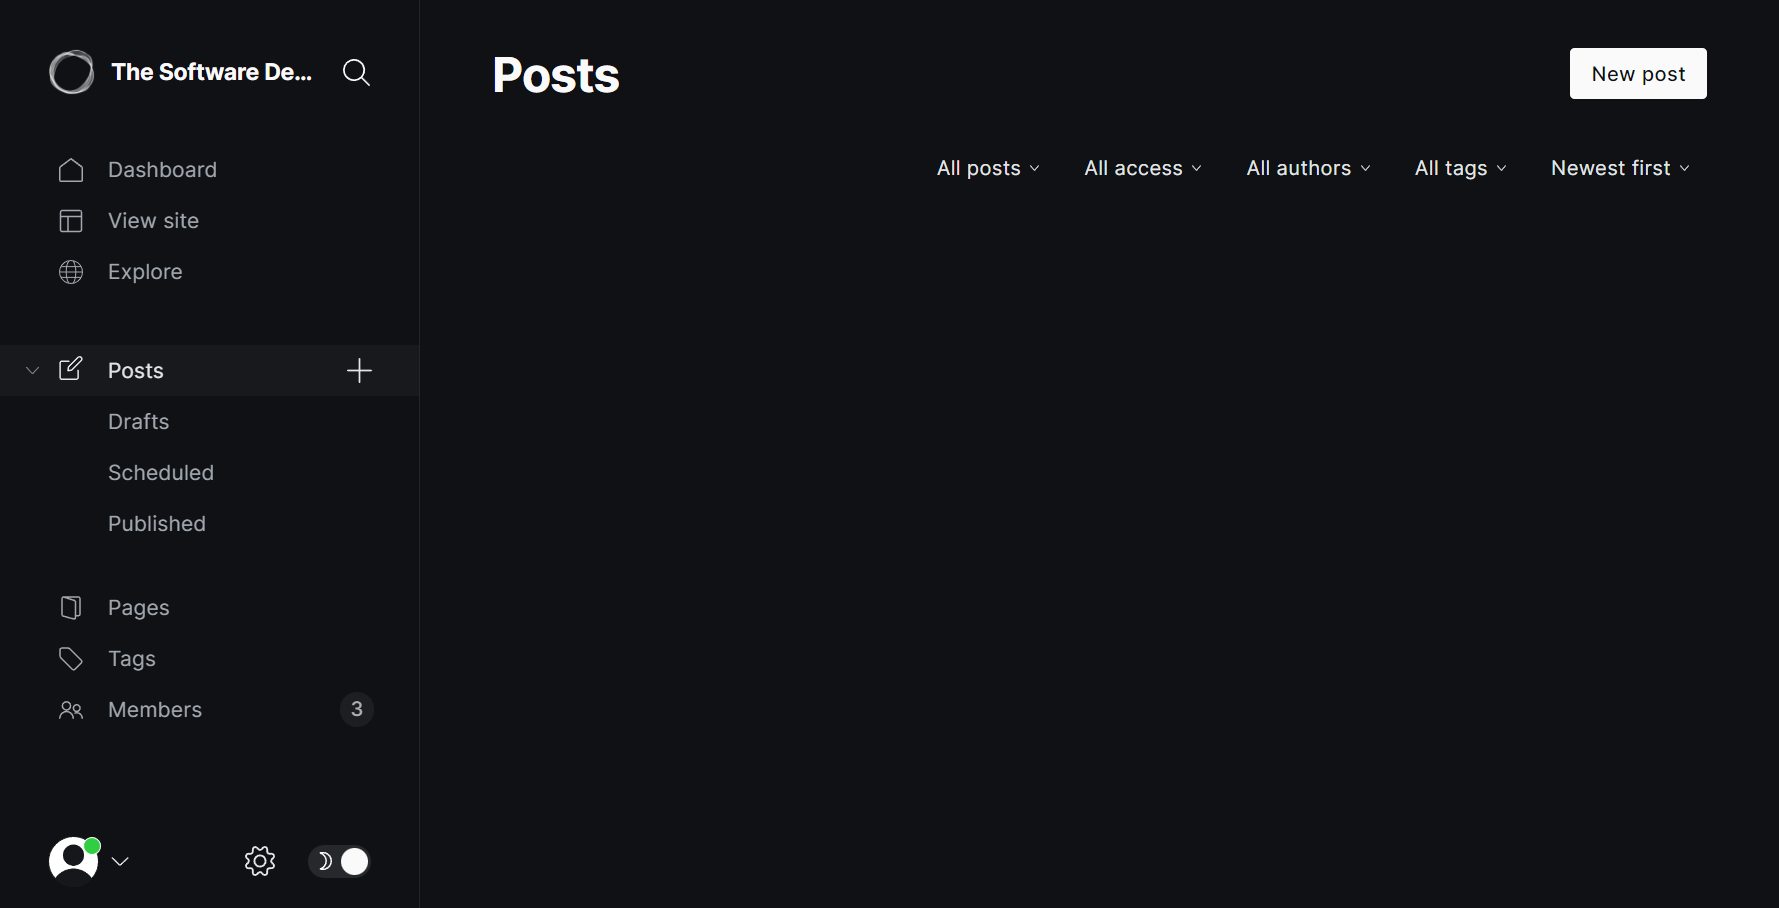 The Software De...
Dashboard
View site
Explore
Posts
Drafts
Scheduled
Published
Pages
Tags
Members 3
Posts
New post
All posts All access All authors All tags Newest first